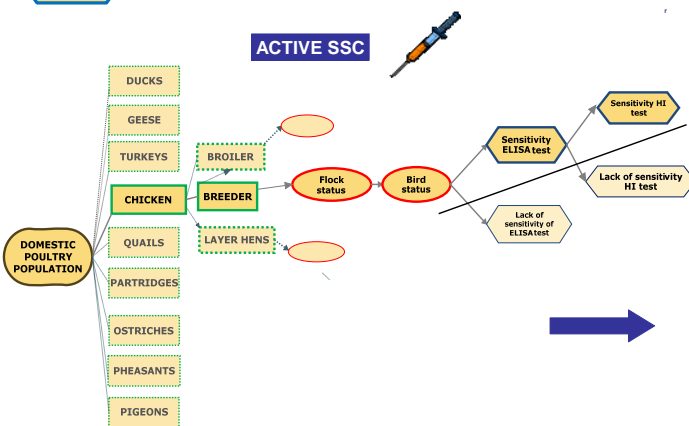 ACTIVE SSC
DUCKS
GEESE
TURKEYS
CHICKEN
QUAILS
PARTRIDGES
OSTRICHES
PHEASANTS
PIGEONS
DOMESTIC
POULTRY
POPULATION
BROILER
BREEDER
LAYER HENS
Flock
status
Bird
status
Sensitivity
ELISA test
Lack of
sensitivity of
ELISA test
Sensitivity HI
test
Lack of sensitivity
HI test